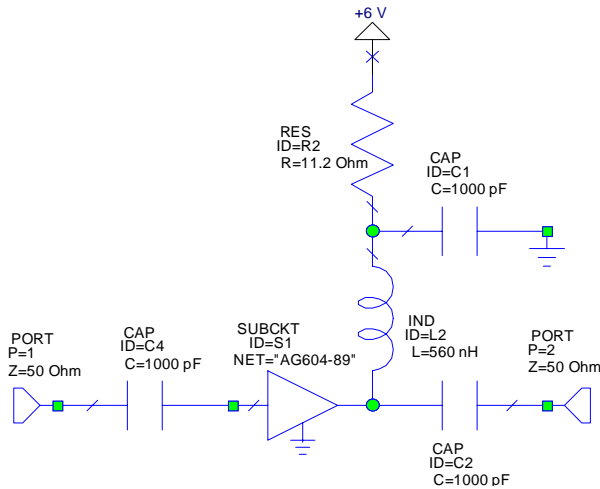 +6 V
RES
ID=R2
R=11.2 Ohm
CAP
ID=C1
C=1000 pF
IND
ID=L2
L=560 nH
PORT
P=1
Z=50 Ohm
CAP
ID=C4
C=1000 pF
SUBCKT
ID=S1
NET="AG604-89"
PORT
P=2
Z=50 Ohm
CAP
ID=C2
C=1000 pF